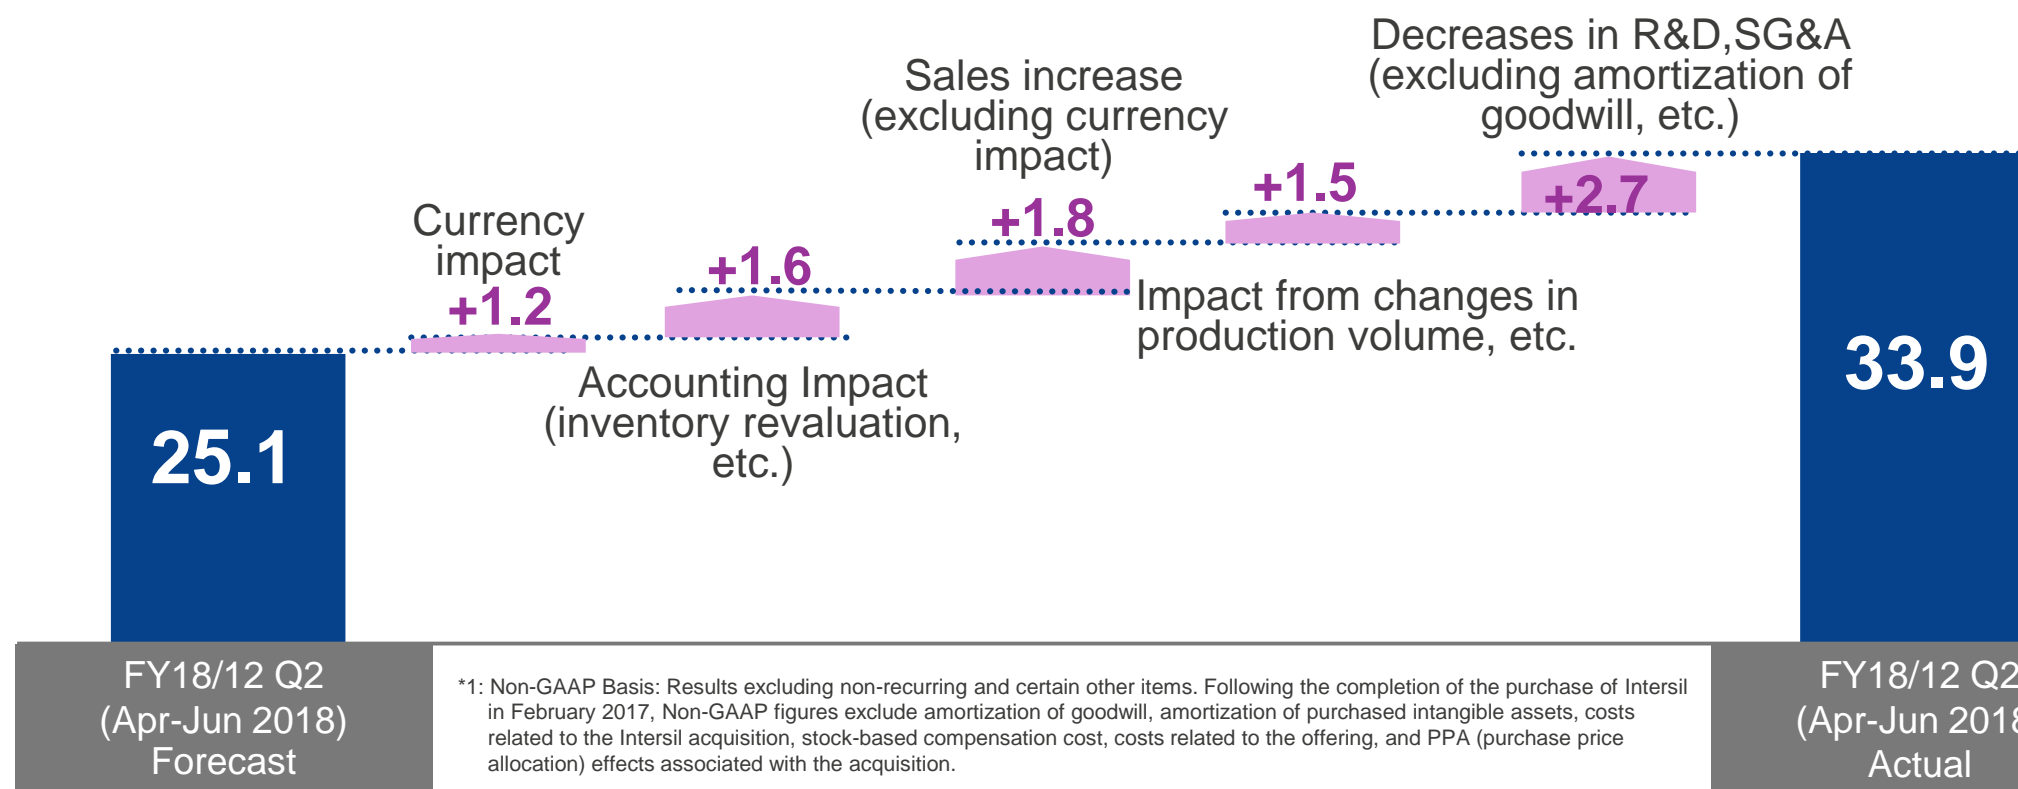 Decreases in R&D,SG&A
(excluding amortization of
goodwill, etc.)
+2.7
Sales increase
(excluding currency
impact)
+1.8
+1.5
Impact from changes in
production volume, etc.
Currency
impact
+1.2
+1.6
Accounting Impact
(inventory revaluation,
etc.)
25.1
33.9
FY18/12 Q2
(Apr-Jun 2018)
Forecast
*1: Non-GAAP Basis: Results excluding non-recurring and certain other items. Following the completion of the purchase of Intersil
in February 2017, Non-GAAP figures exclude amortization of goodwill, amortization of purchased intangible assets, costs
related to the Intersil acquisition, stock-based compensation cost, costs related to the offering, and PPA (purchase price
allocation) effects associated with the acquisition.
FY18/12 Q2
(Apr-Jun 2018
Actual